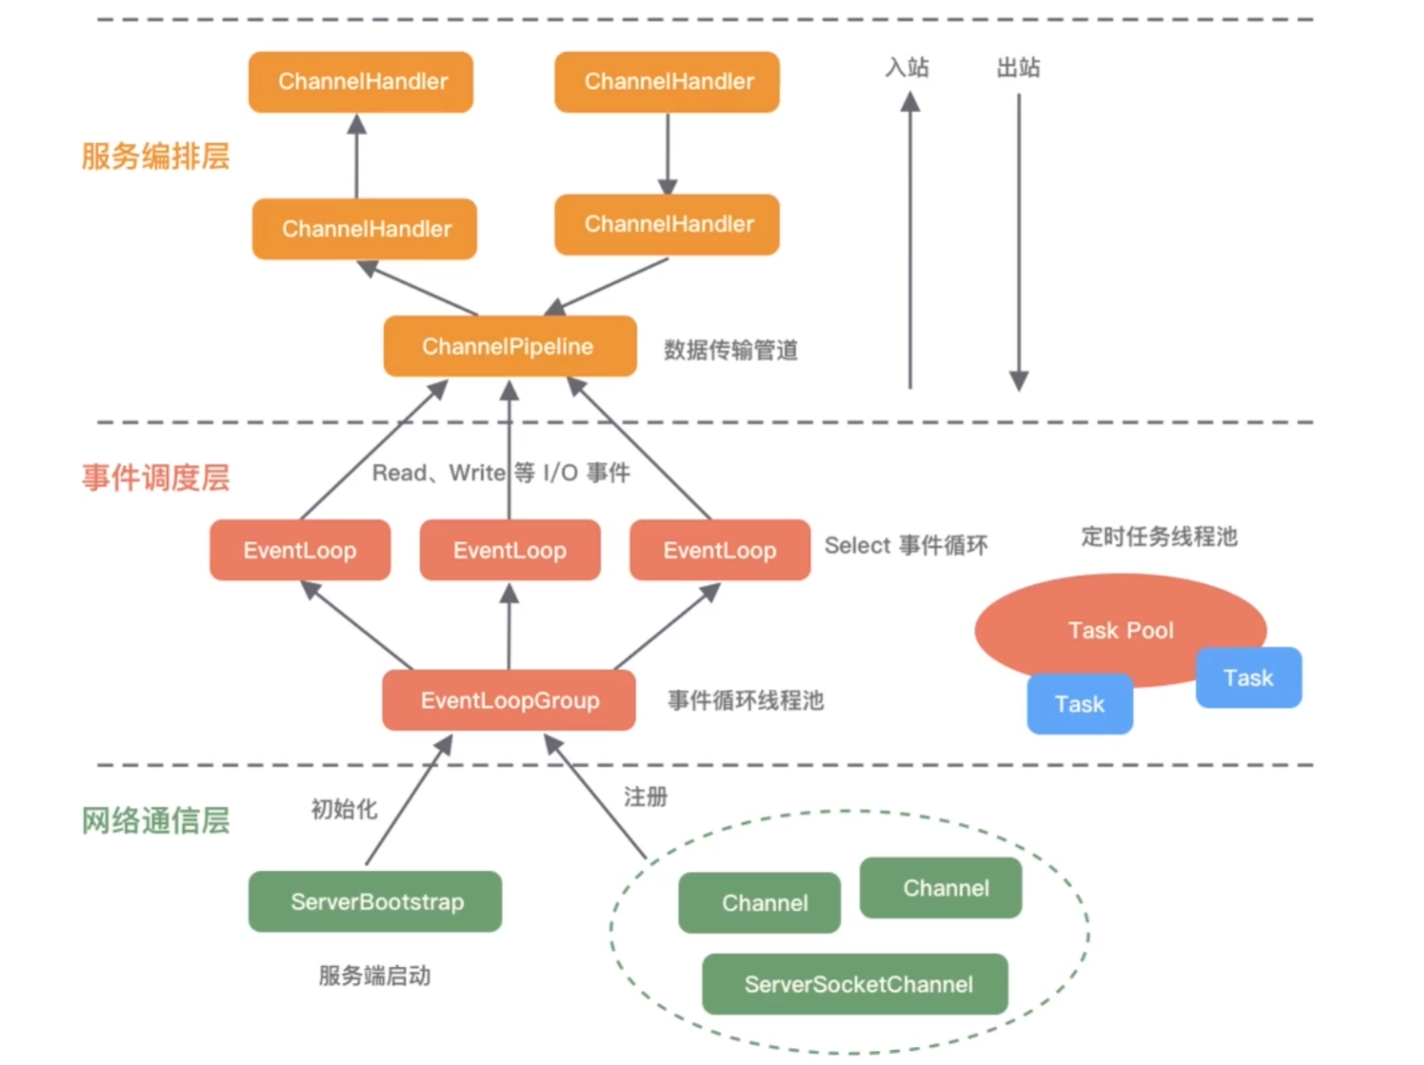 ChannelHandler
ChannelHandler
入站
出站
服务编排层
ChannelHandler
ChannelHandler
ChannelPipeline
数据传输管道
事件调度层
Read、Write 等 I/O 事件
EventLoop
EventLoop
EventLoop
Select 事件循环
定时任务线程池
Task Pool
Task
Task
EventLoopGroup
事件循环线程池
网络通信层
初始化
注册
ServerBootstrap
服务端启动
Channel
Channel
ServerSocketChannel